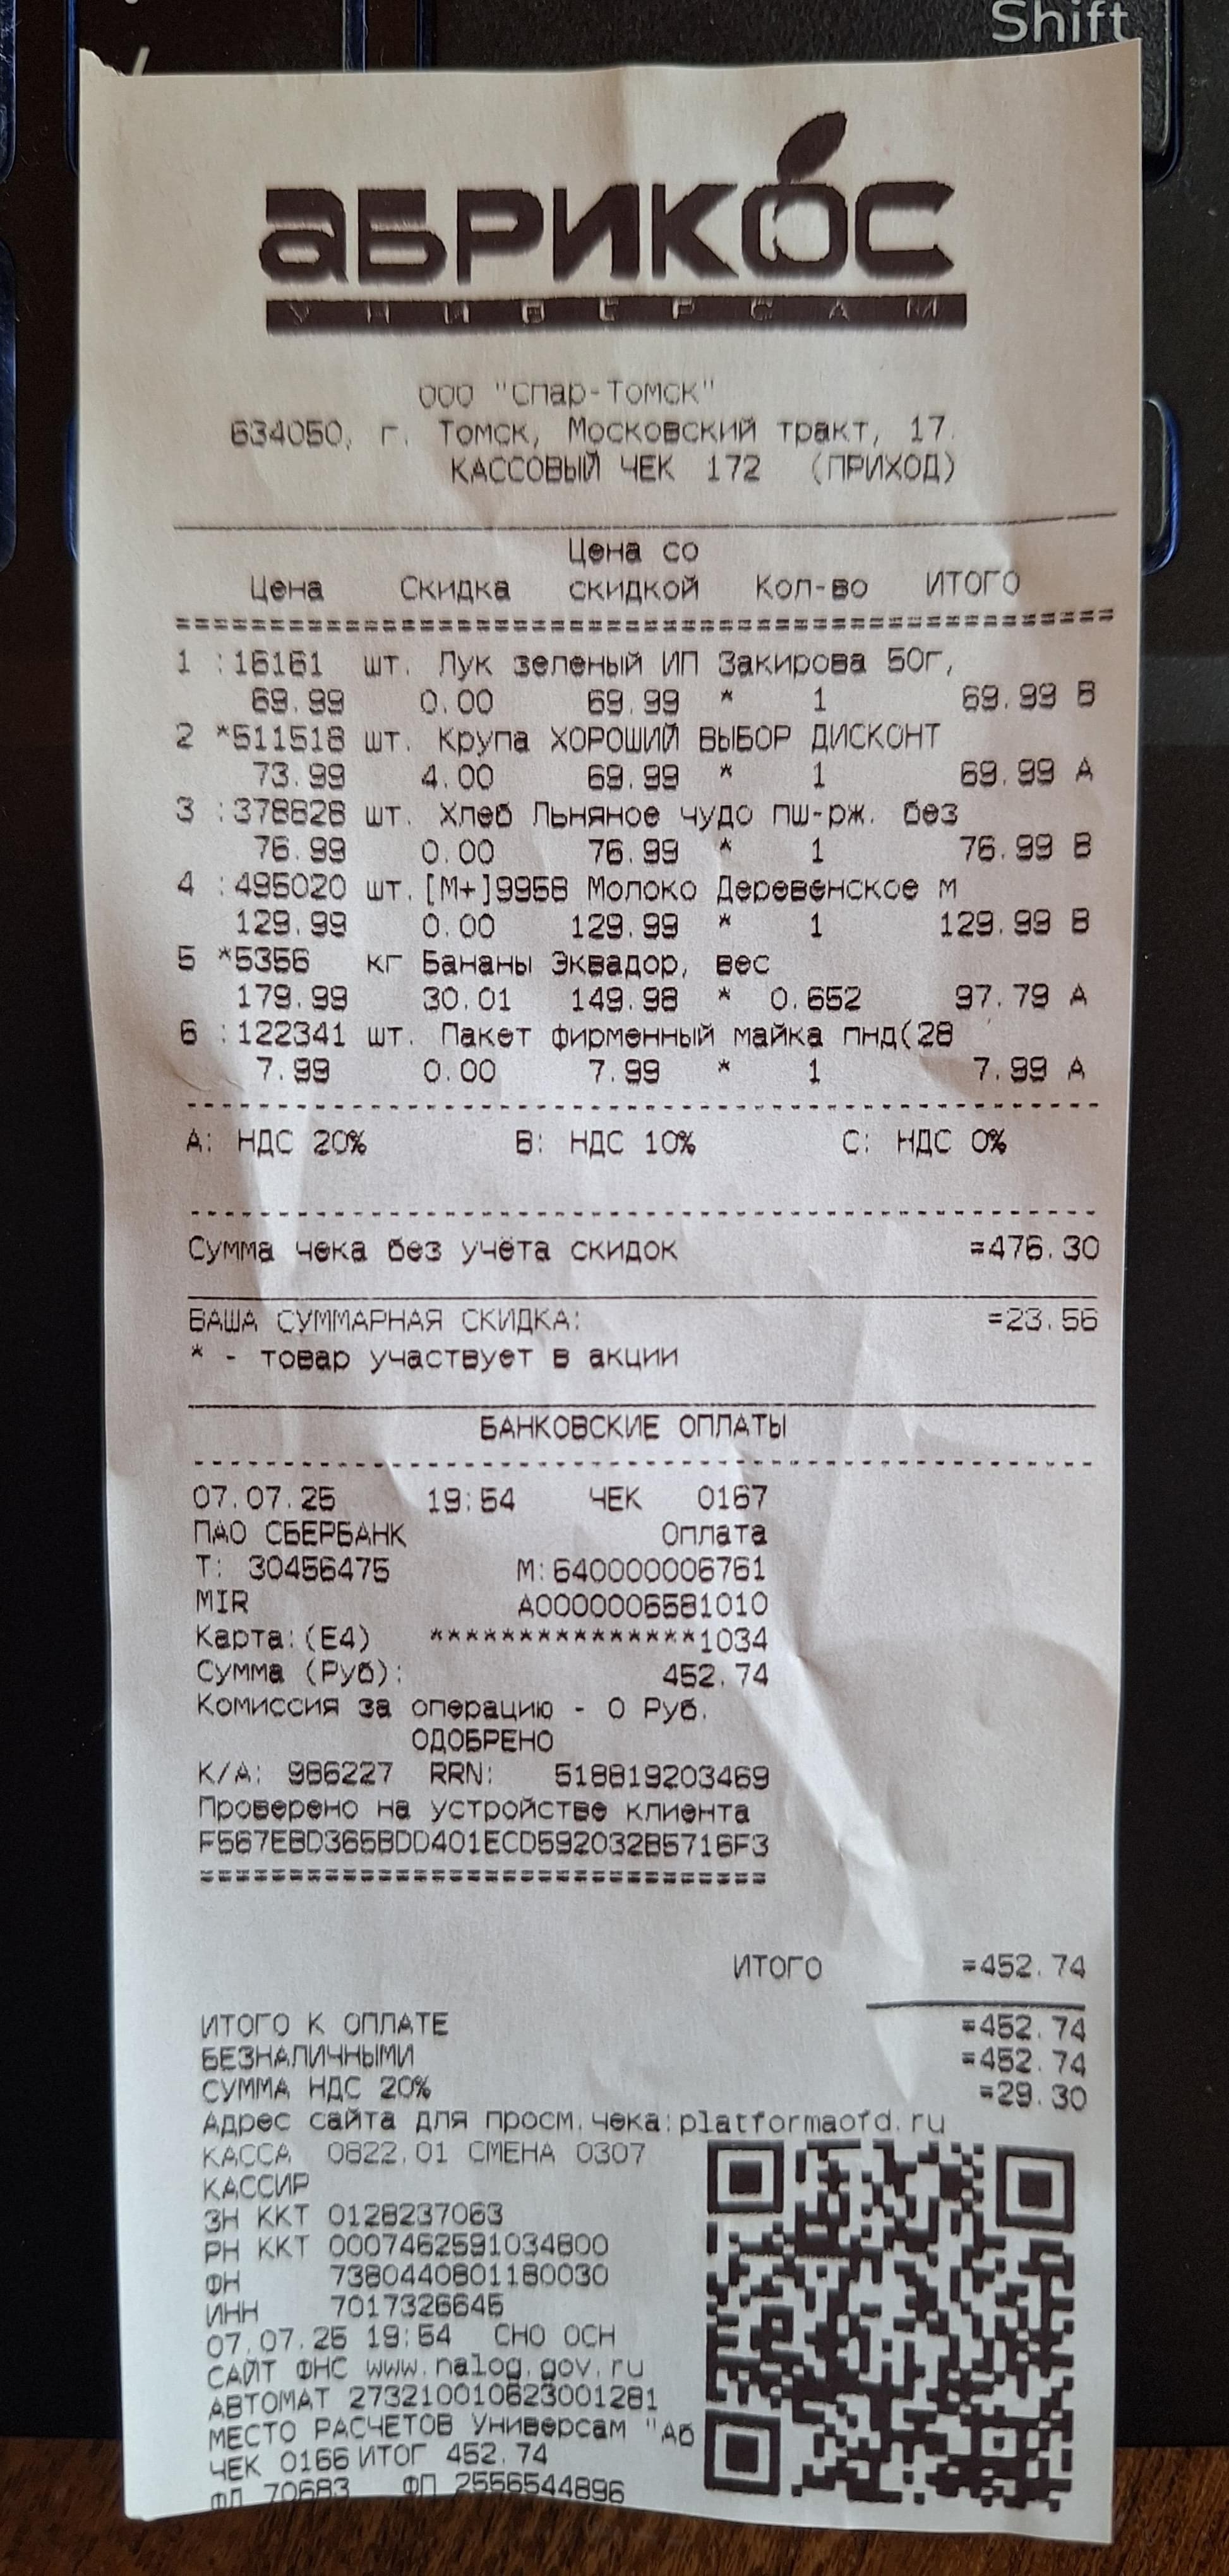 Shift
абрикос
УНИВЕРСАМ
ООО "Спар-Томск"
634050, г. Томск, Московский тракт, 17.
КАССОВЫЙ ЧЕК 172 (ПРИХОД)
Цена со
Цена Скидка скидкой Кол-во ИТОГО
==================================================
1 :16161 шт. Лук зеленый ИП Закирова 50г,
69.99 0.00 69.99 * 1 69.99 В
2 *511518 шт. Крупа ХОРОШИЙ ВЫБОР ДИСКОНТ
73.99 4.00 69.99 * 1 69.99 А
3 :378828 шт. Хлеб Льняное чудо пш-рж. без
76.99 0.00 76.99 * 1 76.99 В
4 :495020 шт.[М+]9958 Молоко Деревенское м
129.99 0.00 129.99 * 1 129.99 В
5 *5356 кг Бананы Эквадор, вес
179.99 30.01 149.98 * 0.652 97.79 А
6 :122341 шт. Пакет фирменный майка пнд(28
7.99 0.00 7.99 * 1 7.99 А
А: НДС 20% В: НДС 10% С: НДС 0%
Сумма чека без учёта скидок =476.30
ВАША СУММАРНАЯ СКИДКА: =23.56
* - товар участвует в акции
БАНКОВСКИЕ ОПЛАТЫ
07.07.25 19:54 ЧЕК 0167
ПАО СБЕРБАНК Оплата
Т: 30456475 М:640000006761
MIR A0000006581010
Карта:(E4) ***************1034
Сумма (Руб): 452.74
Комиссия за операцию - 0 Руб.
ОДОБРЕНО
К/А: 986227 RRN: 518819203469
Проверено на устройстве клиента
F567EBD365BDD401ECD592032B5716F3
================================
ИТОГО =452.74
ИТОГО К ОПЛАТЕ =452.74
БЕЗНАЛИЧНЫМИ =452.74
СУММА НДС 20% =29.30
Адрес сайта для просм.чека:platformaofd.ru
КАССА 0822.01 СМЕНА 0307
КАССИР
ЗН ККТ 0128237063
РН ККТ 0007462591034800
ФН 7380440801180030
ИНН 7017326645
07.07.25 19:54 СНО ОСН
САЙТ ФНС www.nalog.gov.ru
АВТОМАТ 273210010623001281
МЕСТО РАСЧЕТОВ Универсам "Аб
ЧЕК 0166 ИТОГ 452.74
ФД 70683 ФП 2556544896